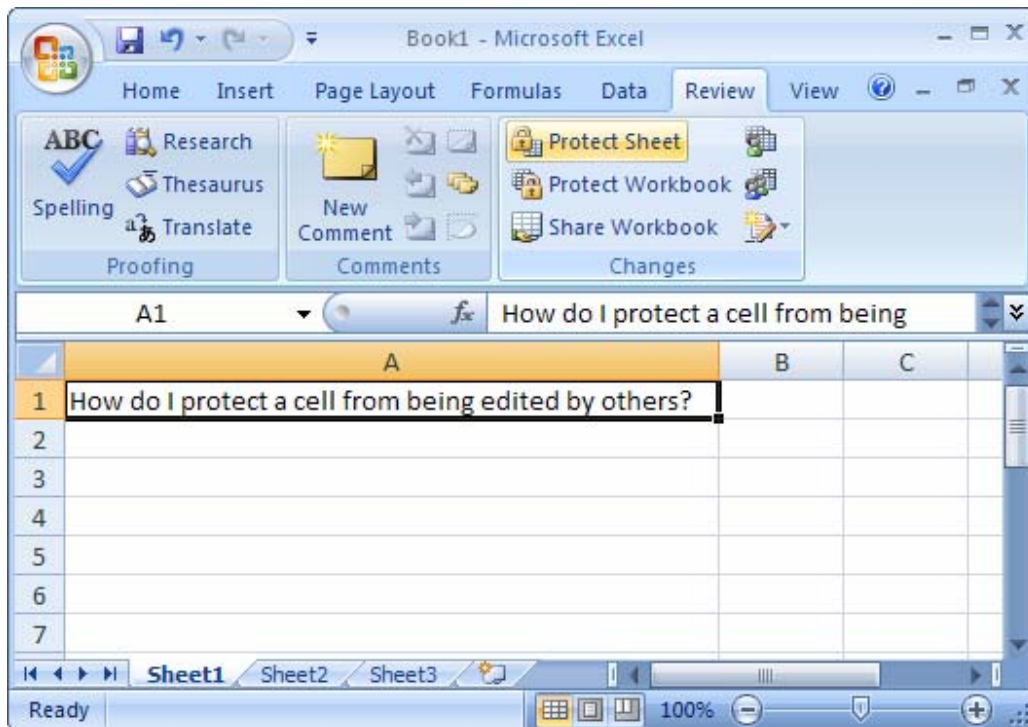 Book1 - Microsoft Excel
Home Insert Page Layout Formulas Data Review View
ABC Research Protect Sheet
Thesaurus Protect Workbook
Spelling New
Translate Comment Share Workbook
Proofing Comments Changes
A1 fx How do I protect a cell from being
A B C
1 How do I protect a cell from being edited by others?
2
3
4
5
6
7
Sheet1 Sheet2 Sheet3
Ready 100%